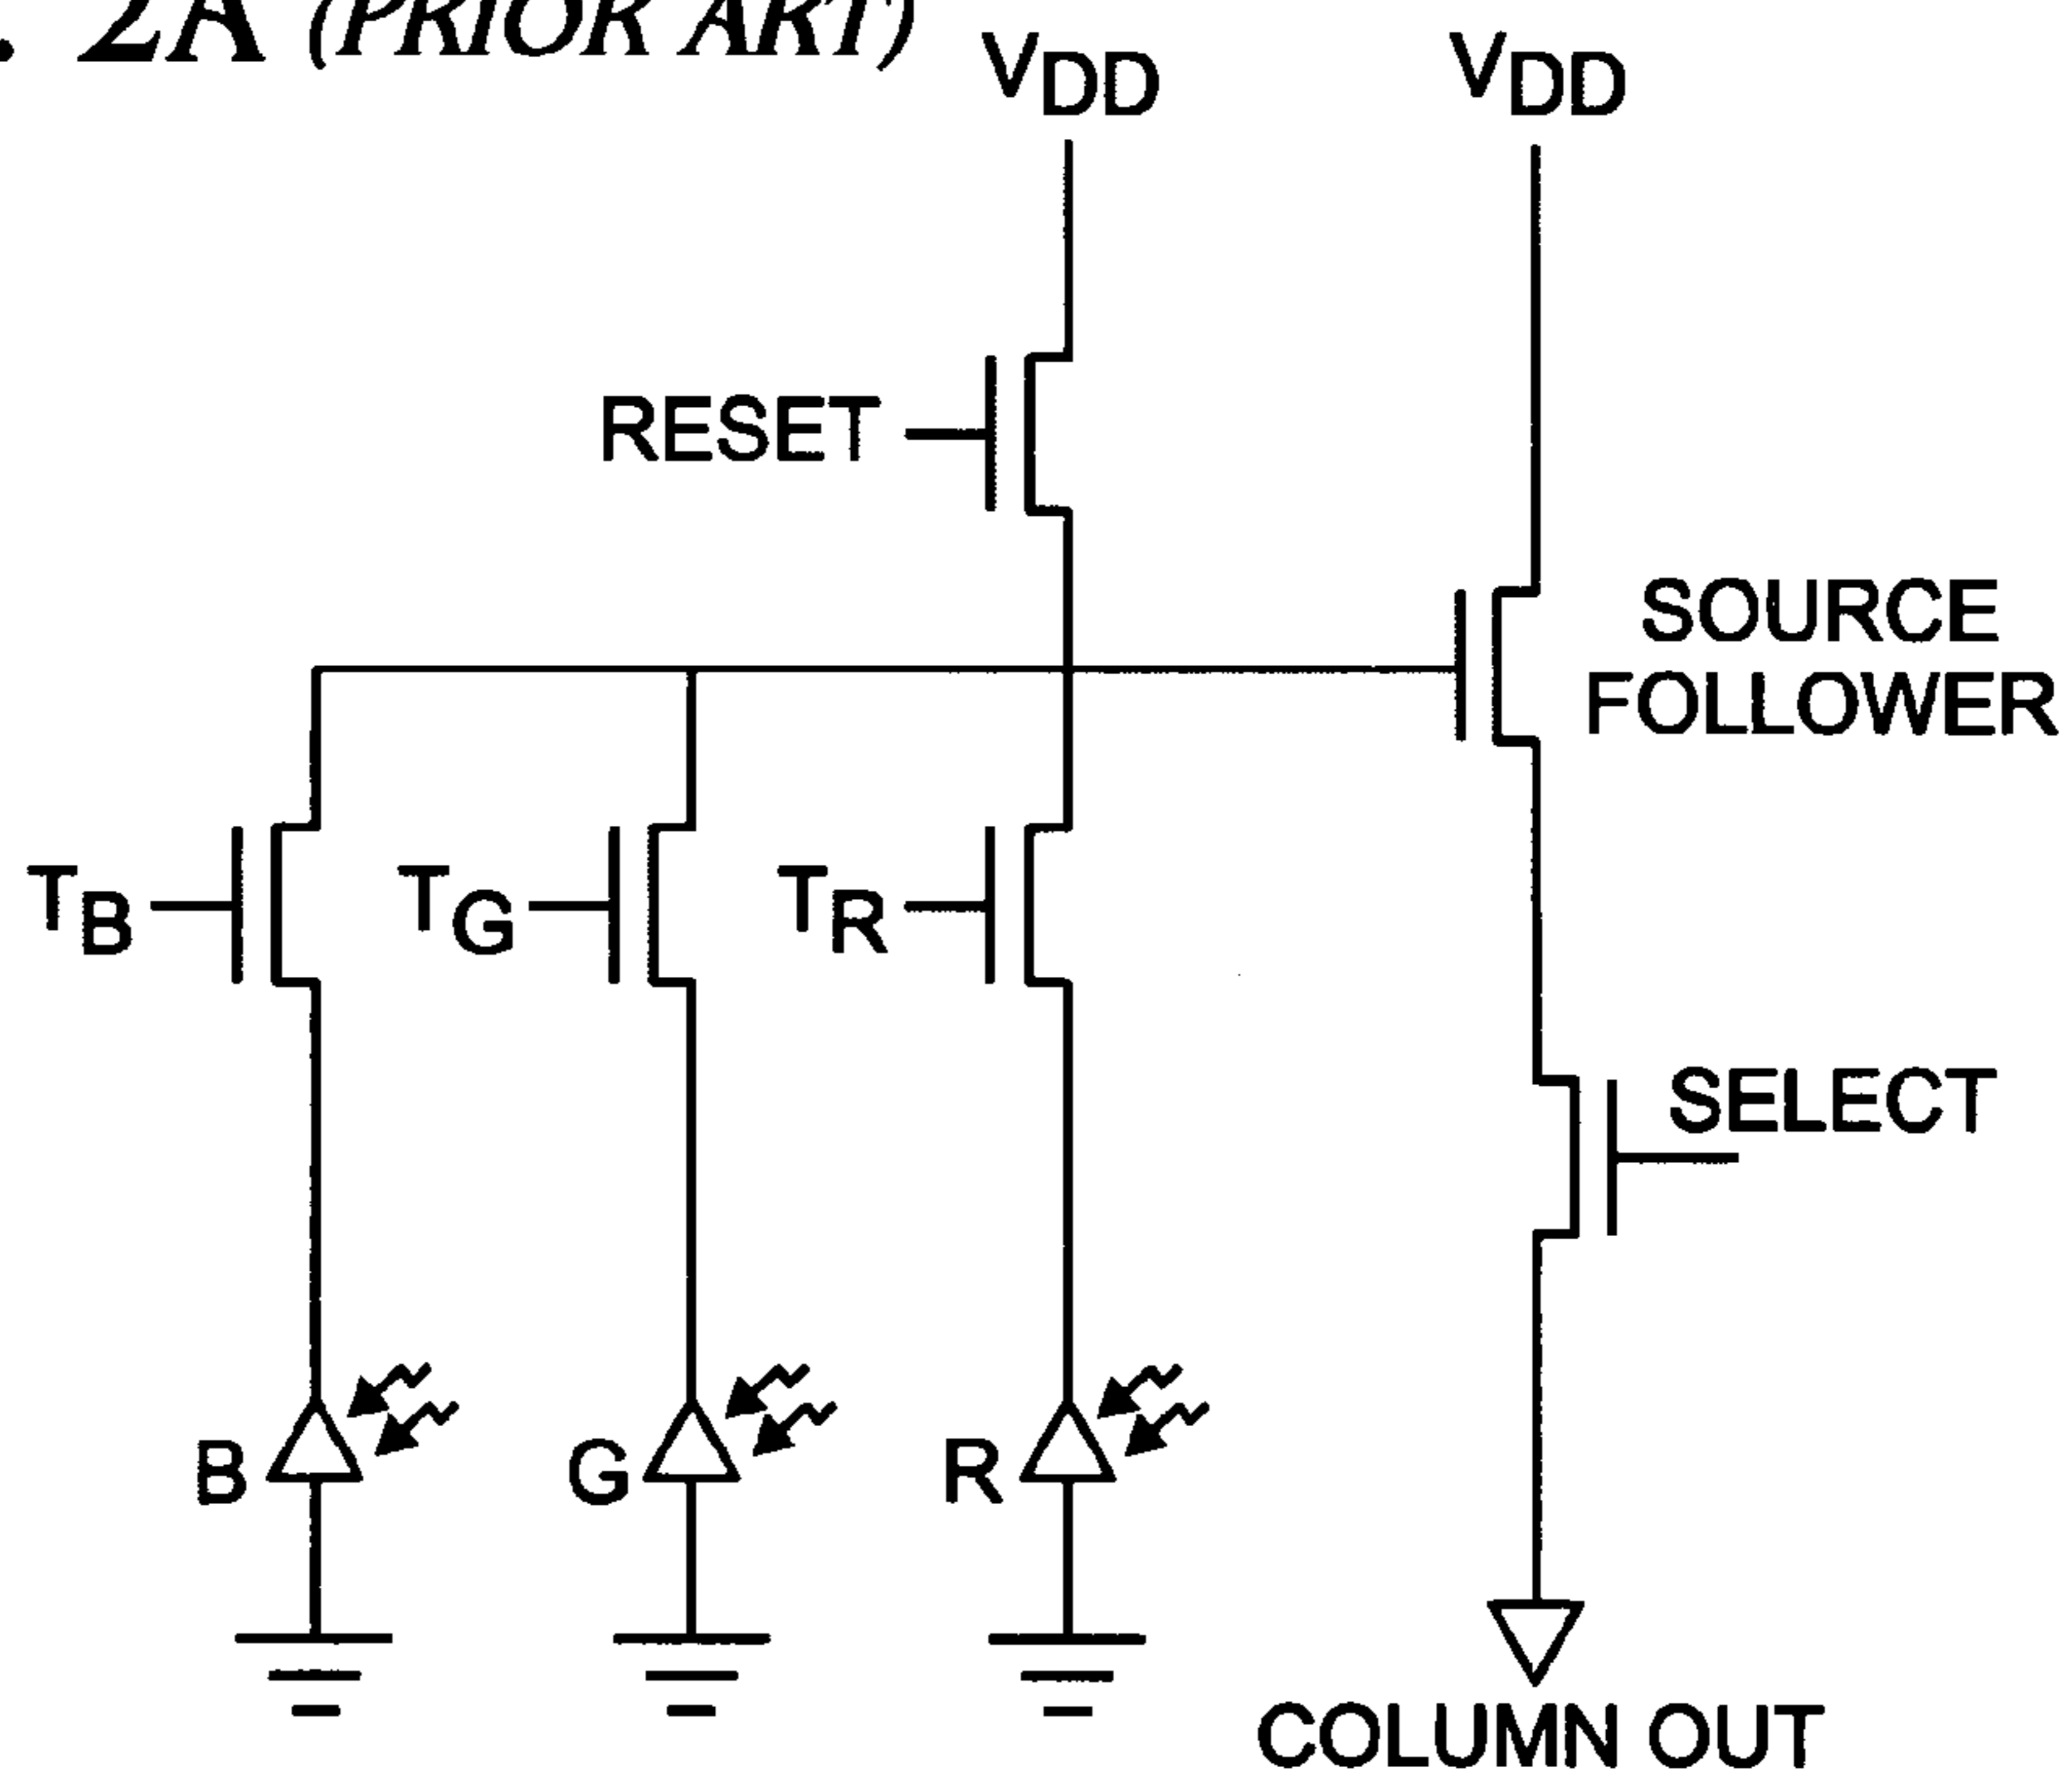 . 2A (PRIOR ART)
VDD
VDD
RESET
SOURCE
FOLLOWER
TB
TG
TR
SELECT
B
G
R
COLUMN OUT